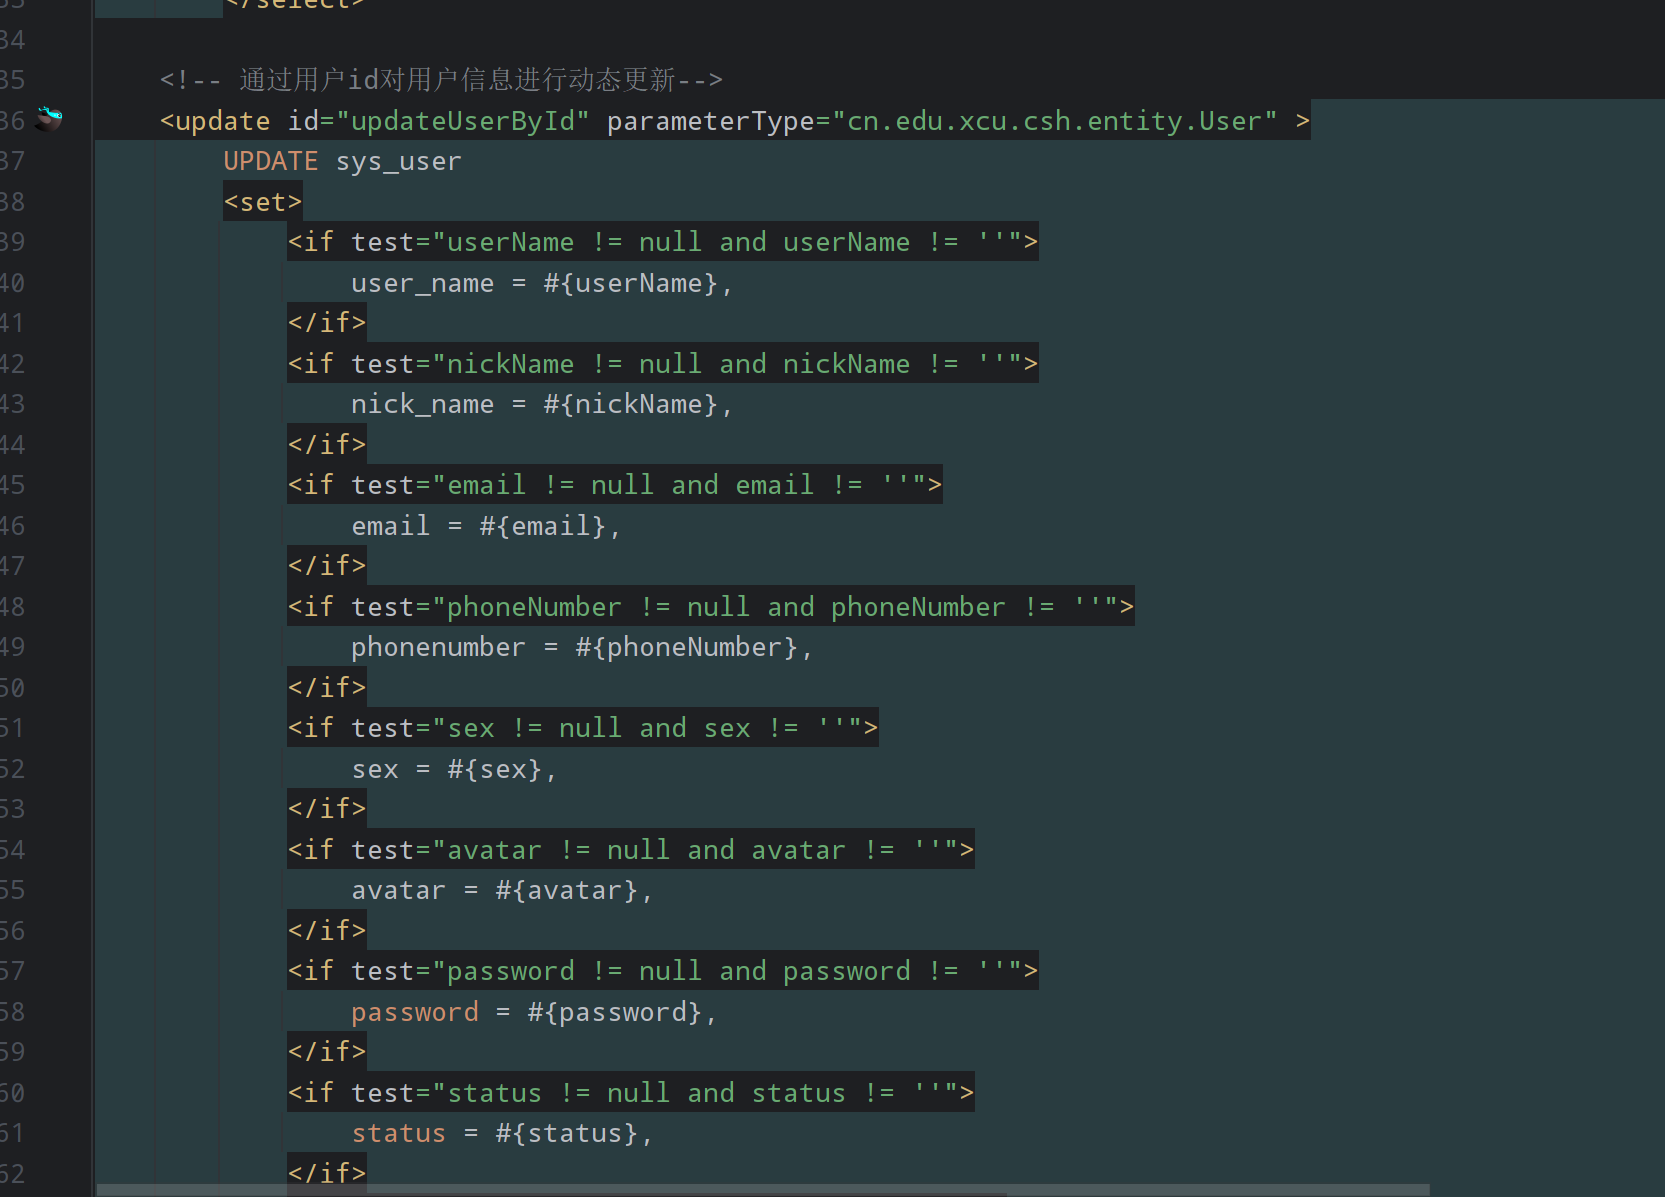 </select>
34
35 <!-- 通过用户id对用户信息进行动态更新-->
36 <update id="updateUserById" parameterType="cn.edu.xcu.csh.entity.User" >
37 UPDATE sys_user
38 <set>
39 <if test="userName != null and userName != ''">
40 user_name = #{userName},
41 </if>
42 <if test="nickName != null and nickName != ''">
43 nick_name = #{nickName},
44 </if>
45 <if test="email != null and email != ''">
46 email = #{email},
47 </if>
48 <if test="phoneNumber != null and phoneNumber != ''">
49 phonenumber = #{phoneNumber},
50 </if>
51 <if test="sex != null and sex != ''">
52 sex = #{sex},
53 </if>
54 <if test="avatar != null and avatar != ''">
55 avatar = #{avatar},
56 </if>
57 <if test="password != null and password != ''">
58 password = #{password},
59 </if>
60 <if test="status != null and status != ''">
61 status = #{status},
62 </if>